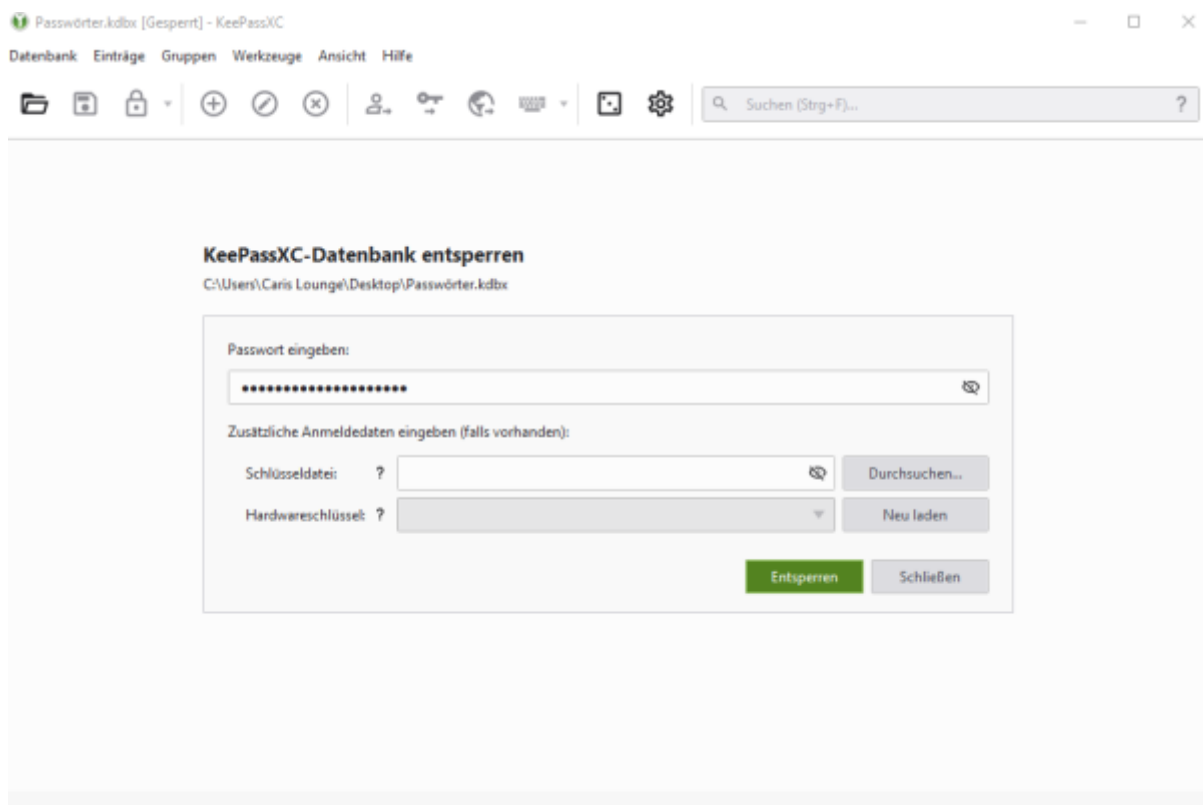 Passwörter.kdbx [Gesperrt] - KeePassXC
Datenbank Einträge Gruppen Werkzeuge Ansicht Hilfe
Suchen (Strg+F)... ?
KeePassXC-Datenbank entsperren
C:\Users\Caris Lounge\Desktop\Passwörter.kdbx
Passwort eingeben:
••••••••••••••••••••
Zusätzliche Anmeldedaten eingeben (falls vorhanden):
Schlüsseldatei: ? Durchsuchen...
Hardwareschlüssel: ? Neu laden
Entsperren Schließen